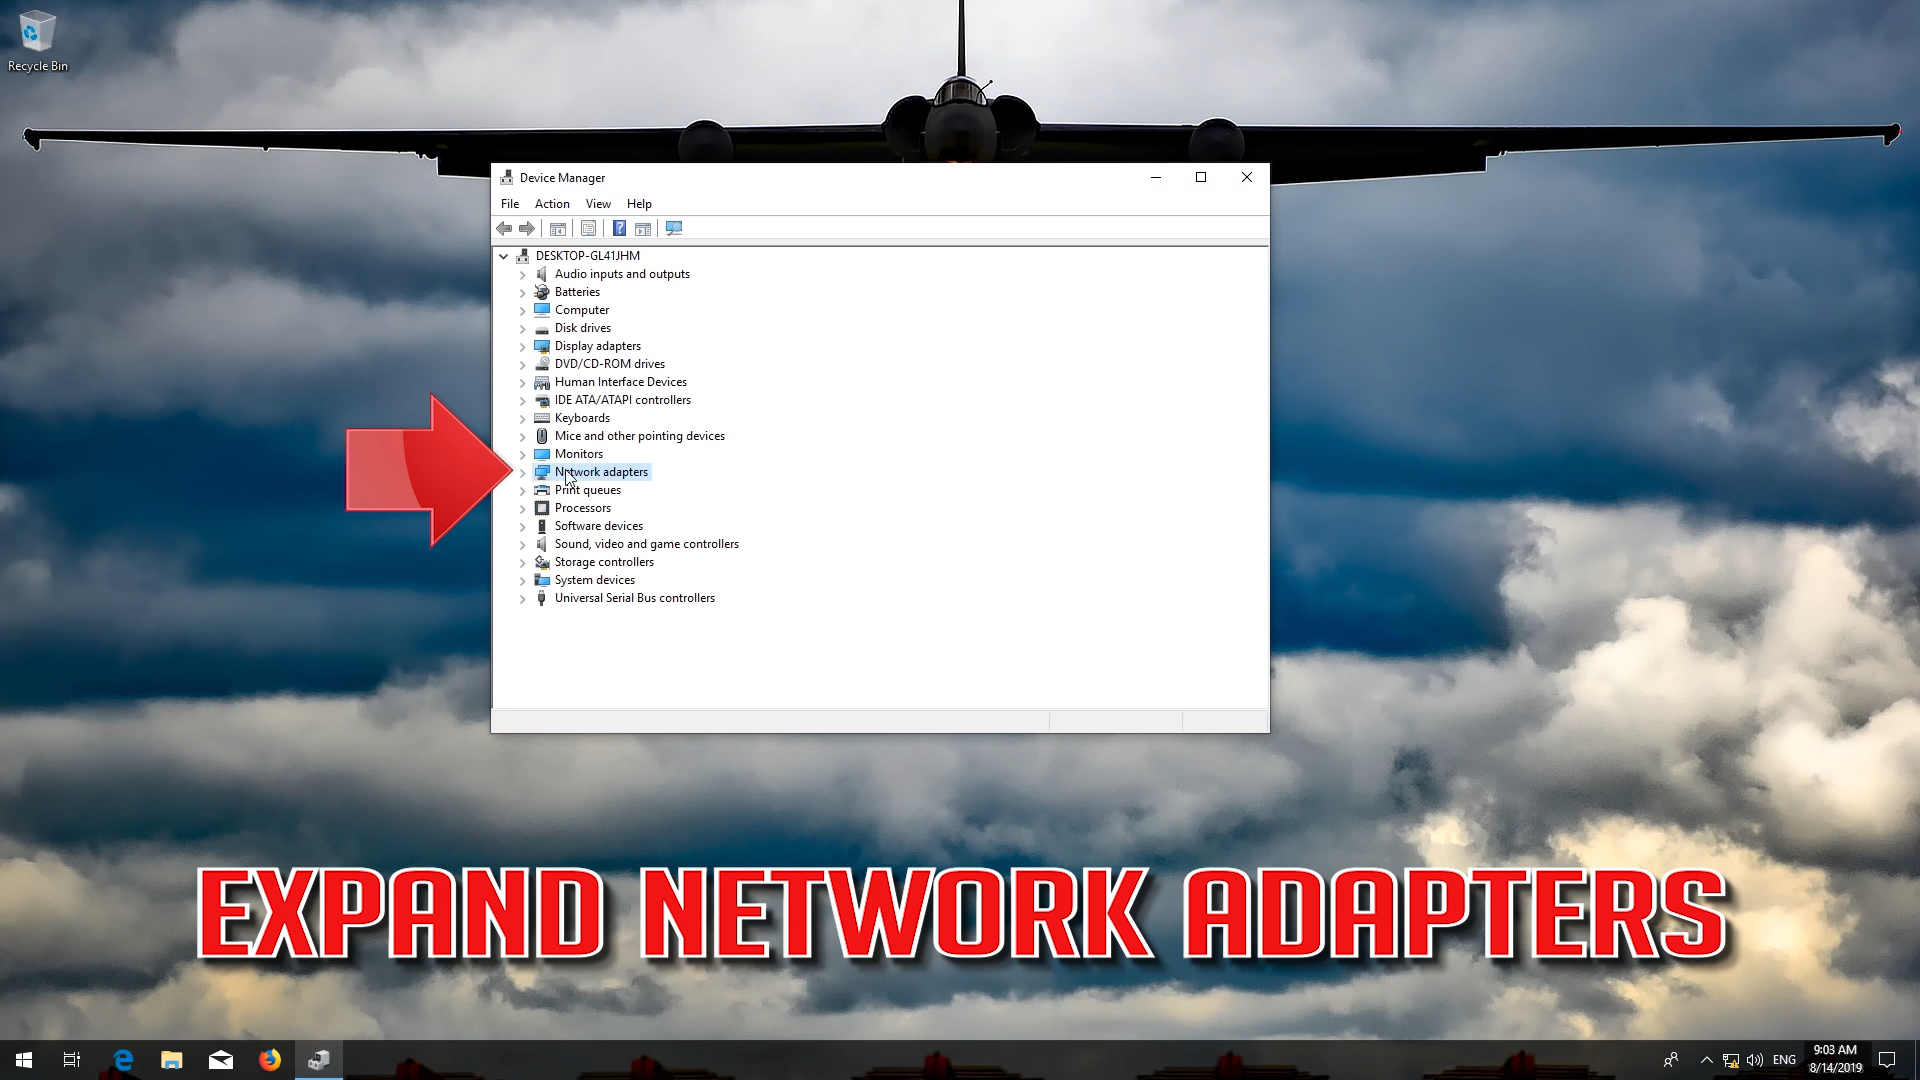 Recycle Bin
Device Manager
File Action View Help
DESKTOP-GL41JHM
Audio inputs and outputs
Batteries
Computer
Disk drives
Display adapters
DVD/CD-ROM drives
Human Interface Devices
IDE ATA/ATAPI controllers
Keyboards
Mice and other pointing devices
Monitors
Network adapters
Print queues
Processors
Software devices
Sound, video and game controllers
Storage controllers
System devices
Universal Serial Bus controllers
EXPAND NETWORK ADAPTERS
ENG
9:03 AM
8/14/2019